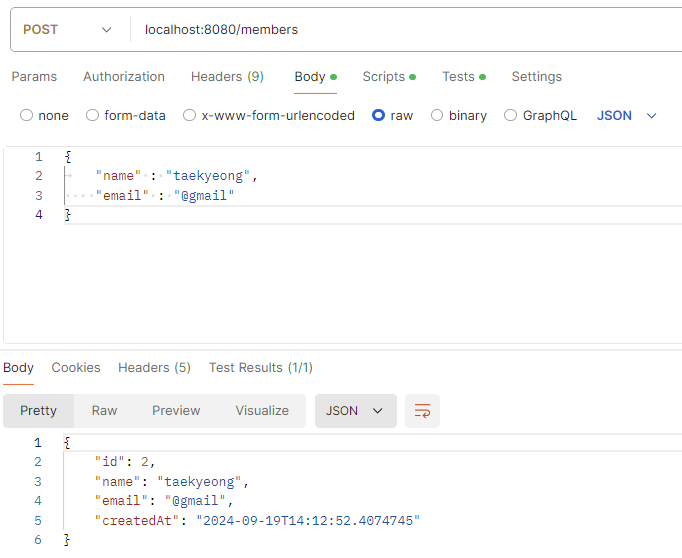 POST localhost:8080/members
Params Authorization Headers (9) Body Scripts Tests Settings
none form-data x-www-form-urlencoded raw binary GraphQL JSON
1 {
2 "name" : "taekyeong",
3 "email" : "@gmail"
4 }
Body Cookies Headers (5) Test Results (1/1)
Pretty Raw Preview Visualize JSON
1 {
2 "id": 2,
3 "name": "taekyeong",
4 "email": "@gmail",
5 "createdAt": "2024-09-19T14:12:52.4074745"
6 }